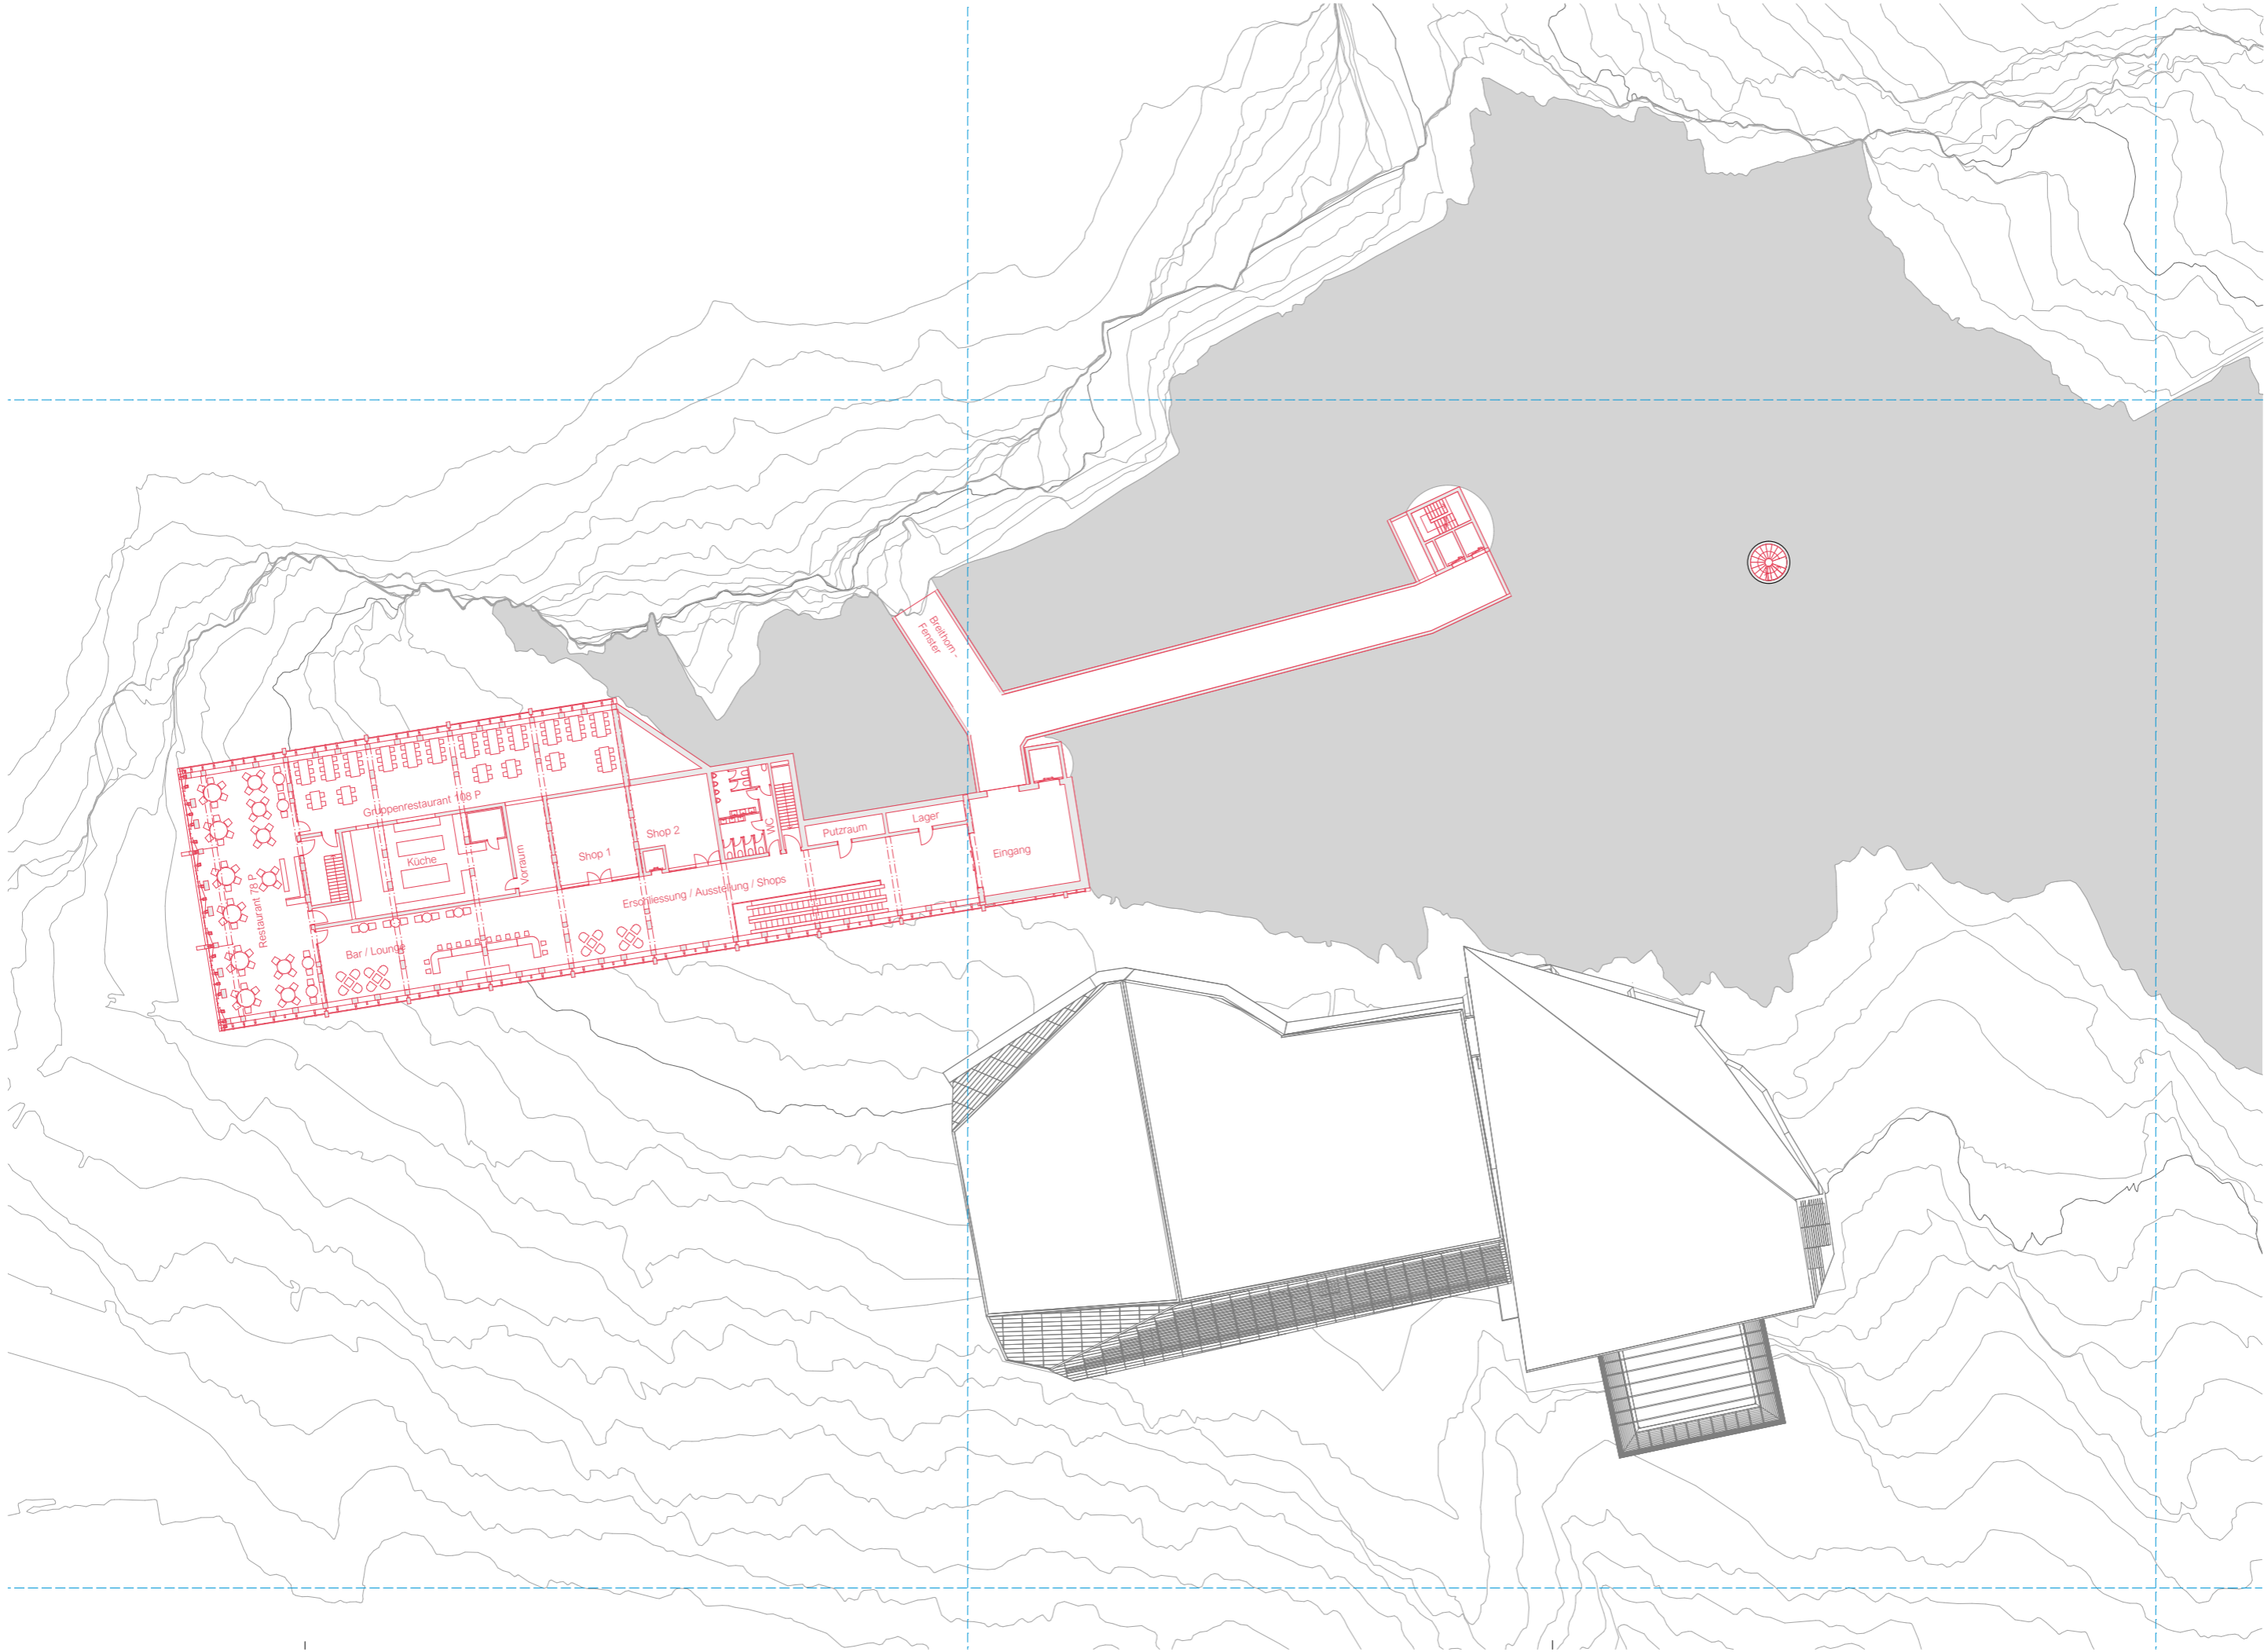 Breithorn -
Fenster
Gruppenrestaurant 108 P
Restaurant 78 P
Küche
Vorraum
Shop 1
Shop 2
WC
Putzraum
Lager
Eingang
Erschliessung / Ausstellung / Shops
Bar / Lounge